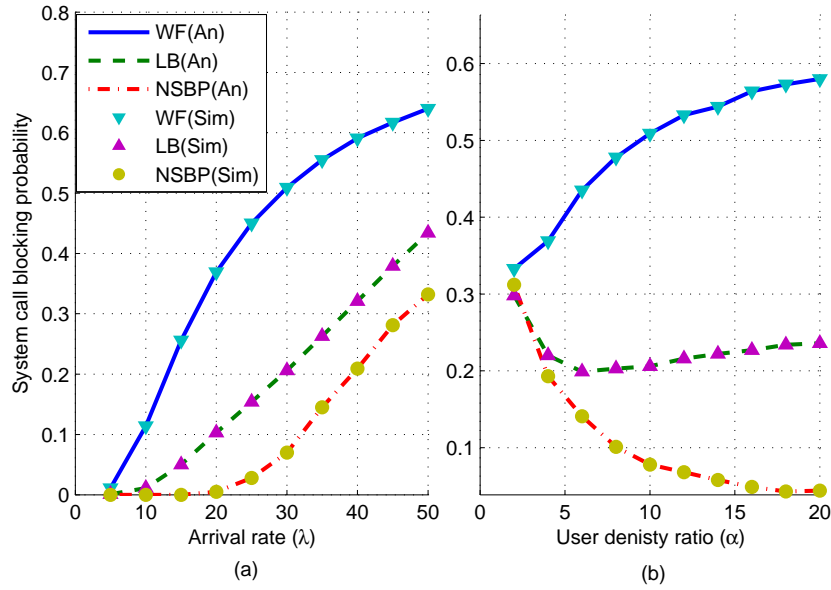 WF(An)
LB(An)
NSBP(An)
WF(Sim)
LB(Sim)
NSBP(Sim)
System call blocking probability
0.8
0.7
0.6
0.5
0.4
0.3
0.2
0.1
0
0 10 20 30 40 50
Arrival rate (λ)
(a)
0.6
0.5
0.4
0.3
0.2
0.1
0 5 10 15 20
User denisty ratio (α)
(b)